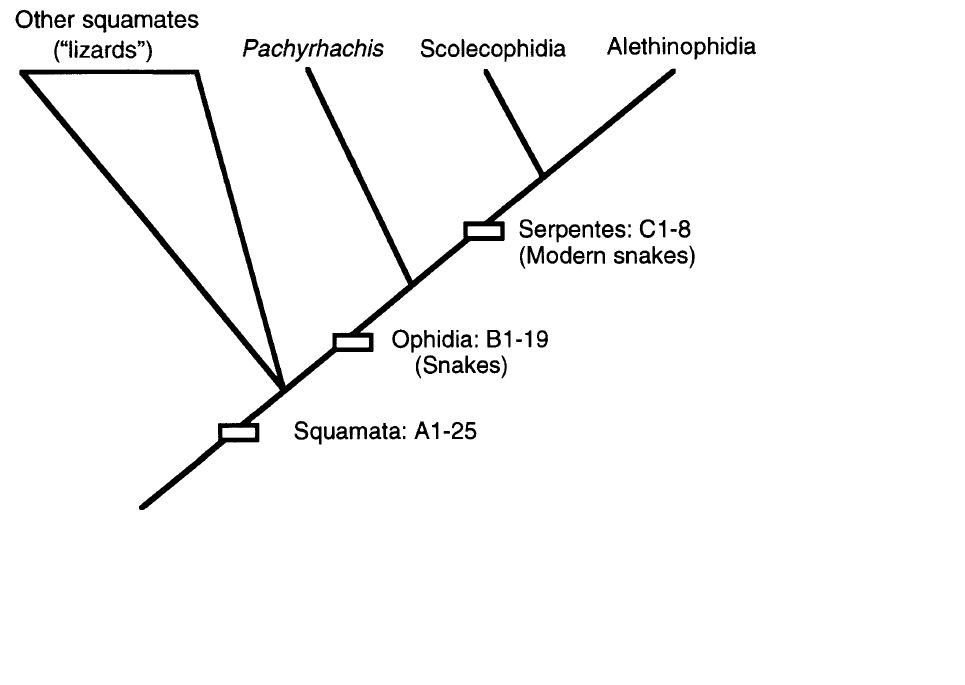 Other squamates
(“lizards”)
Pachyrhachis
Scolecophidia
Alethinophidia
Serpentes: C1-8
(Modern snakes)
Ophidia: B1-19
(Snakes)
Squamata: A1-25